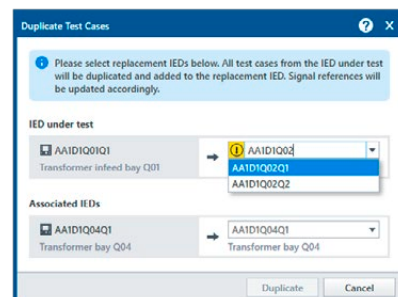 Duplicate Test Cases
?
X
i
Please select replacement IEDs below. All test cases from the IED under test
will be duplicated and added to the replacement IED. Signal references will
be updated accordingly.
IED under test
AA1D1Q01Q1
Transformer infeed bay Q01
AA1D1Q02
AA1D1Q02Q1
AA1D1Q02Q2
Associated IEDs
AA1D1Q04Q1
Transformer bay Q04
AA1D1Q04Q1
Transformer bay Q04
Duplicate
Cancel